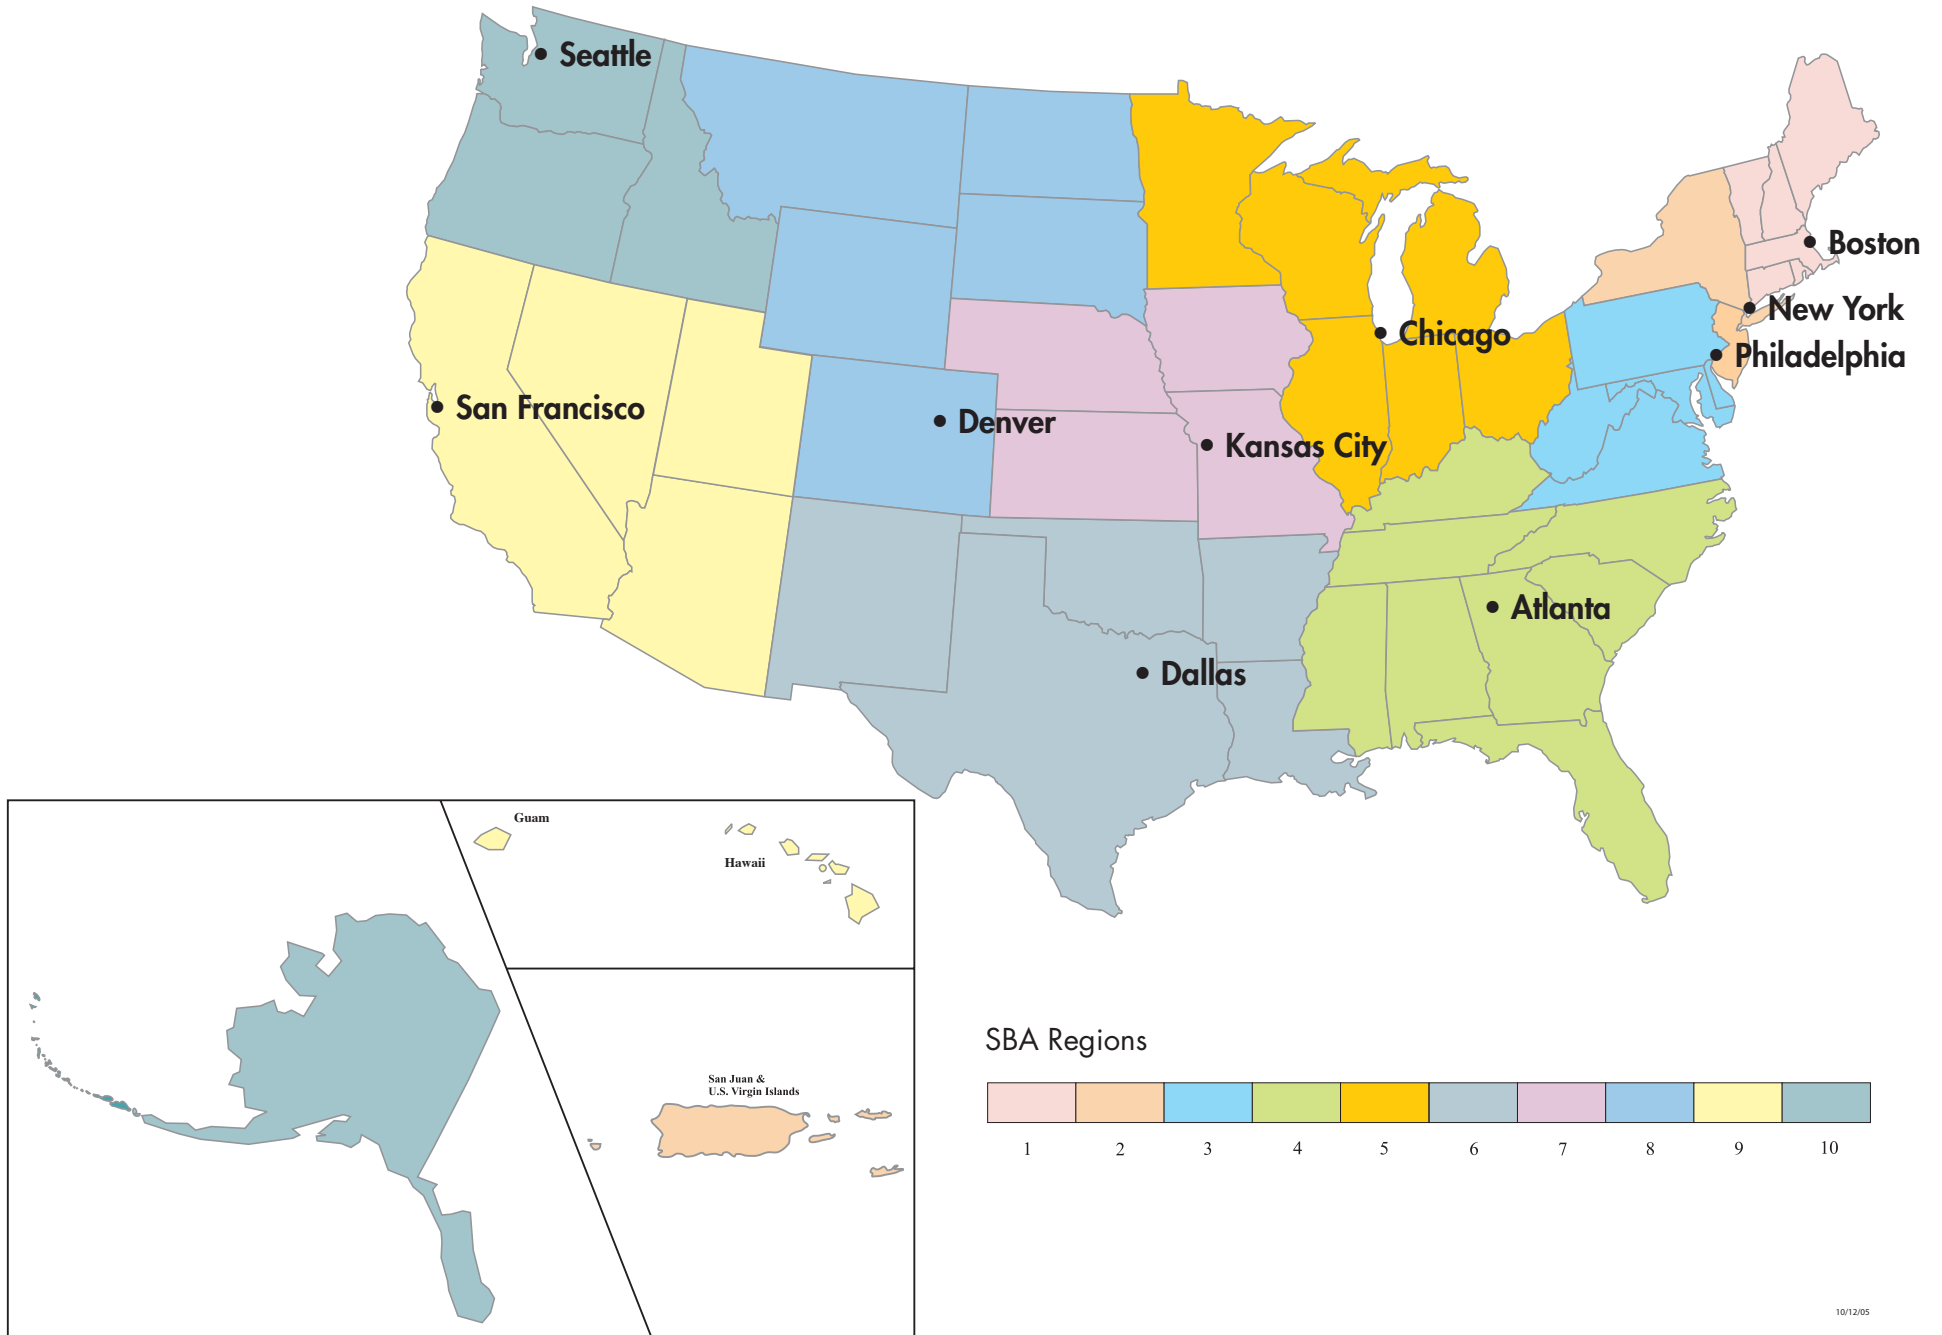 Seattle
Boston
New York
Chicago
Philadelphia
San Francisco
Denver
Kansas City
Atlanta
Dallas
Guam
Hawaii
San Juan &
U.S. Virgin Islands
SBA Regions
1 2 3 4 5 6 7 8 9 10
10/12/05